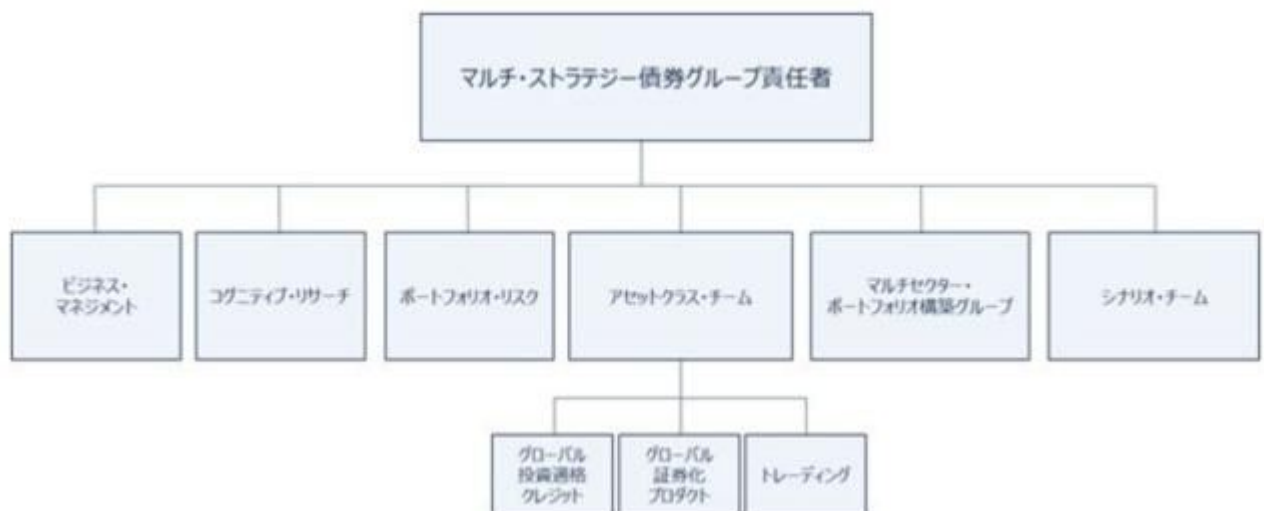 マルチ・ストラテジー債券グループ責任者
ビジネス・
マネジメント
コグニティブ・リサーチ
ポートフォリオ・リスク
アセットクラス・チーム
マルチセクター・
ポートフォリオ構築グループ
シナリオ・チーム
グローバル
投資適格
クレジット
グローバル
証券化
プロダクト
トレーディング